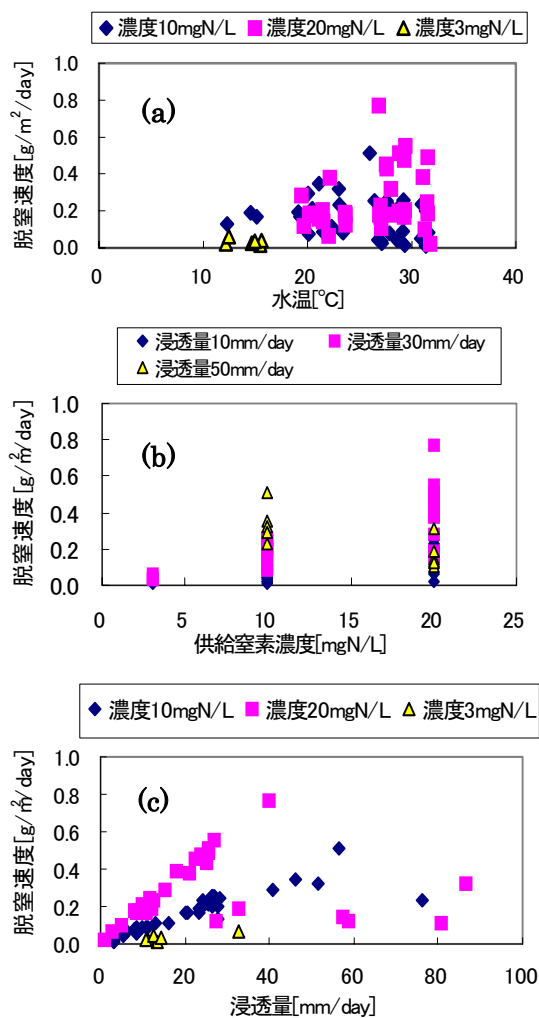 濃度10mgN/L 濃度20mgN/L 濃度3mgN/L
(a)
脱窒速度[g/m²/day]
1.0
0.8
0.6
0.4
0.2
0.0
0 10 20 30 40
水温[℃]
浸透量10mm/day 浸透量30mm/day
浸透量50mm/day
(b)
脱窒速度[g/㎡/day]
1.0
0.8
0.6
0.4
0.2
0.0
0 5 10 15 20 25
供給窒素濃度[mgN/L]
濃度10mgN/L 濃度20mgN/L 濃度3mgN/L
(c)
脱窒速度[g/㎡/day]
1.0
0.8
0.6
0.4
0.2
0.0
0 20 40 60 80 100
浸透量[mm/day]